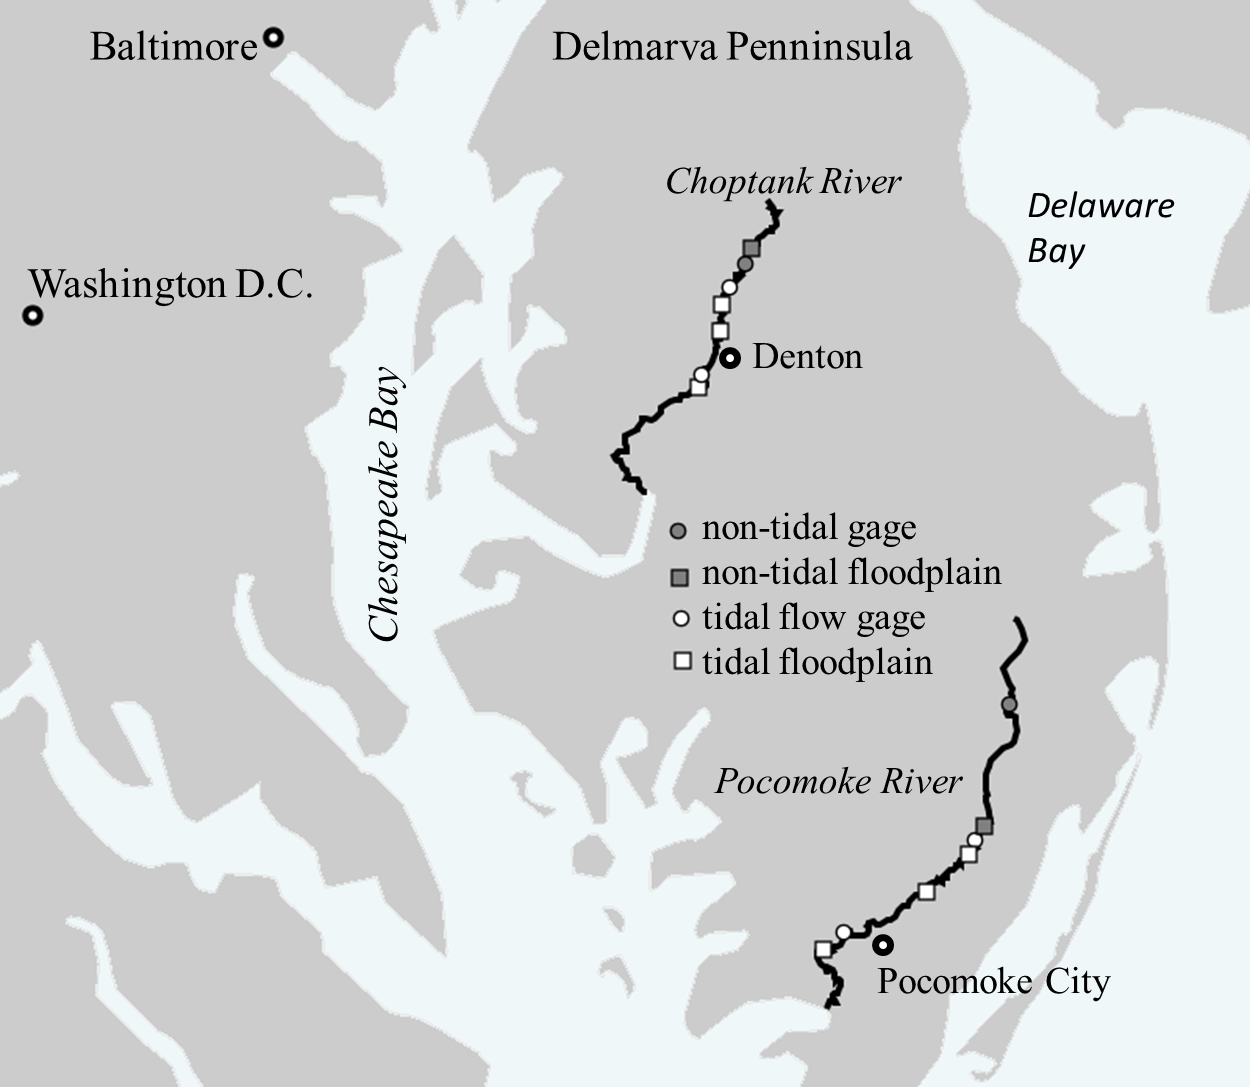 Baltimore
Delmarva Penninsula
Choptank River
Delaware
Bay
Washington D.C.
Denton
Chesapeake Bay
non-tidal gage
non-tidal floodplain
tidal flow gage
tidal floodplain
Pocomoke River
Pocomoke City